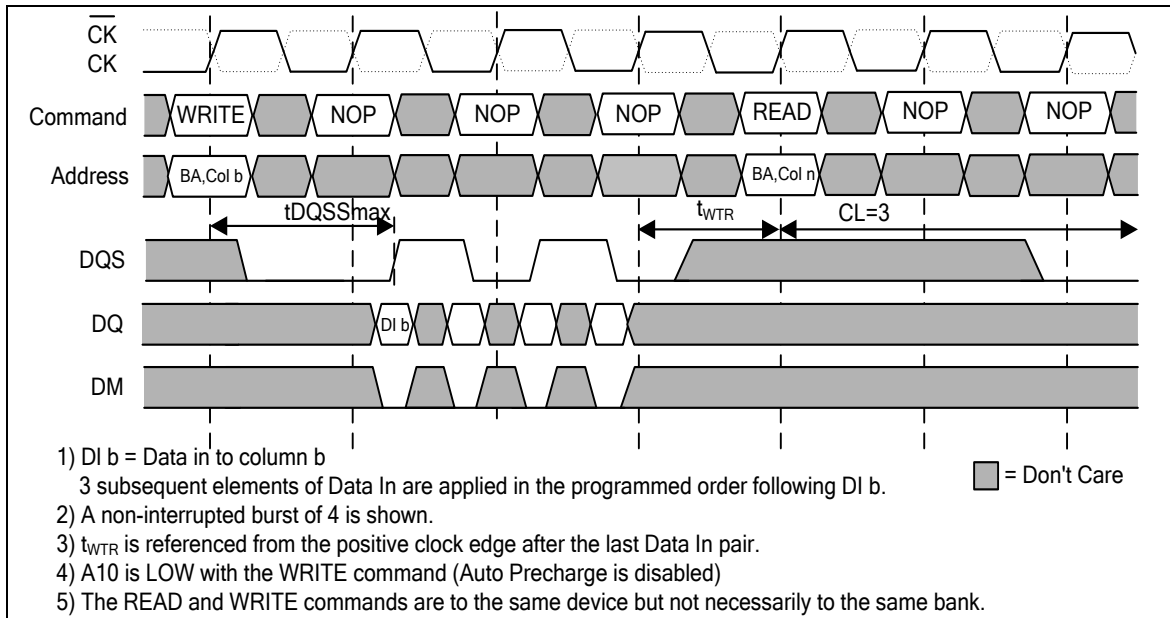 CK
CK
Command WRITE NOP NOP NOP READ NOP NOP
Address BA,Col b BA,Col n
tDQSSmax tWTR CL=3
DQS
DQ DI b
DM
1) DI b = Data in to column b
3 subsequent elements of Data In are applied in the programmed order following DI b.
= Don't Care
2) A non-interrupted burst of 4 is shown.
3) tWTR is referenced from the positive clock edge after the last Data In pair.
4) A10 is LOW with the WRITE command (Auto Precharge is disabled)
5) The READ and WRITE commands are to the same device but not necessarily to the same bank.